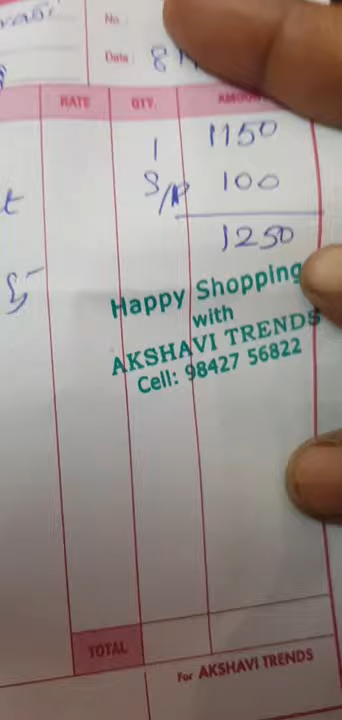 No :
Date : 8
RATE QTY. AMOUNT
1 1150
S/P 100
1250
Happy Shopping
with
AKSHAVI TRENDS
Cell: 98427 56822
TOTAL
For AKSHAVI TRENDS